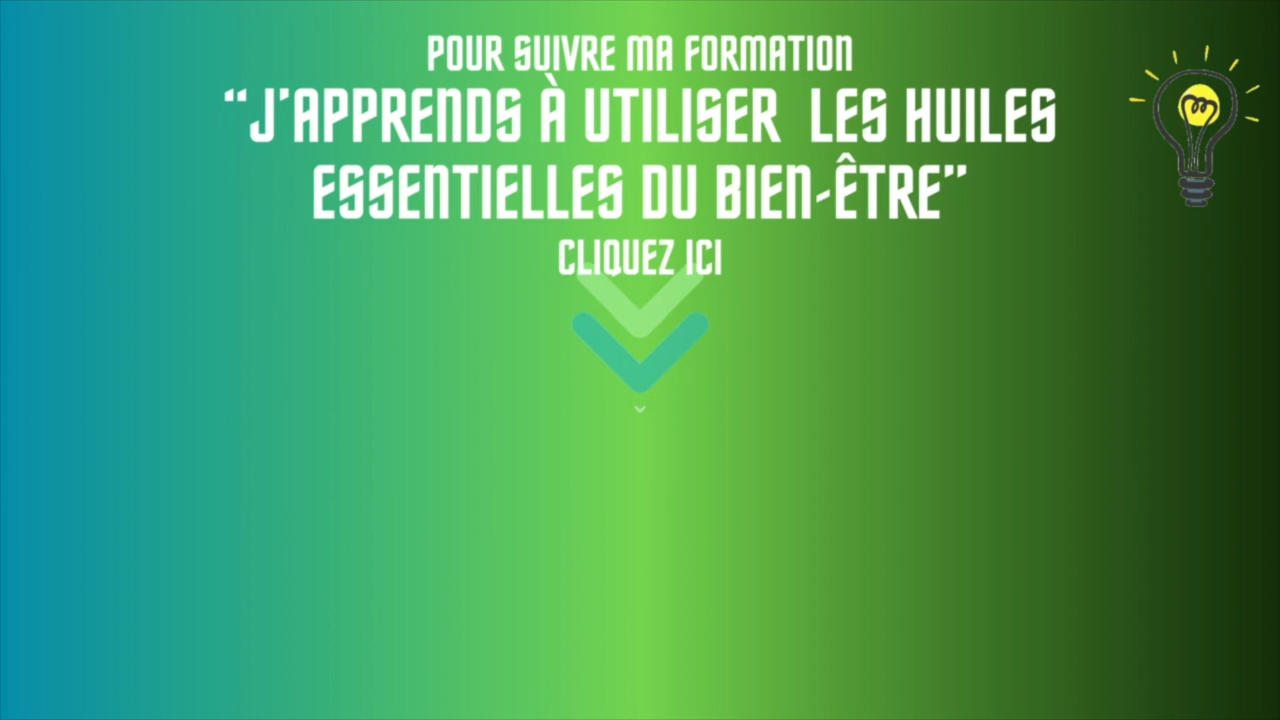 POUR SUIVRE MA FORMATION
“J'APPRENDS À UTILISER LES HUILES
ESSENTIELLES DU BIEN-ÊTRE”
CLIQUEZ ICI